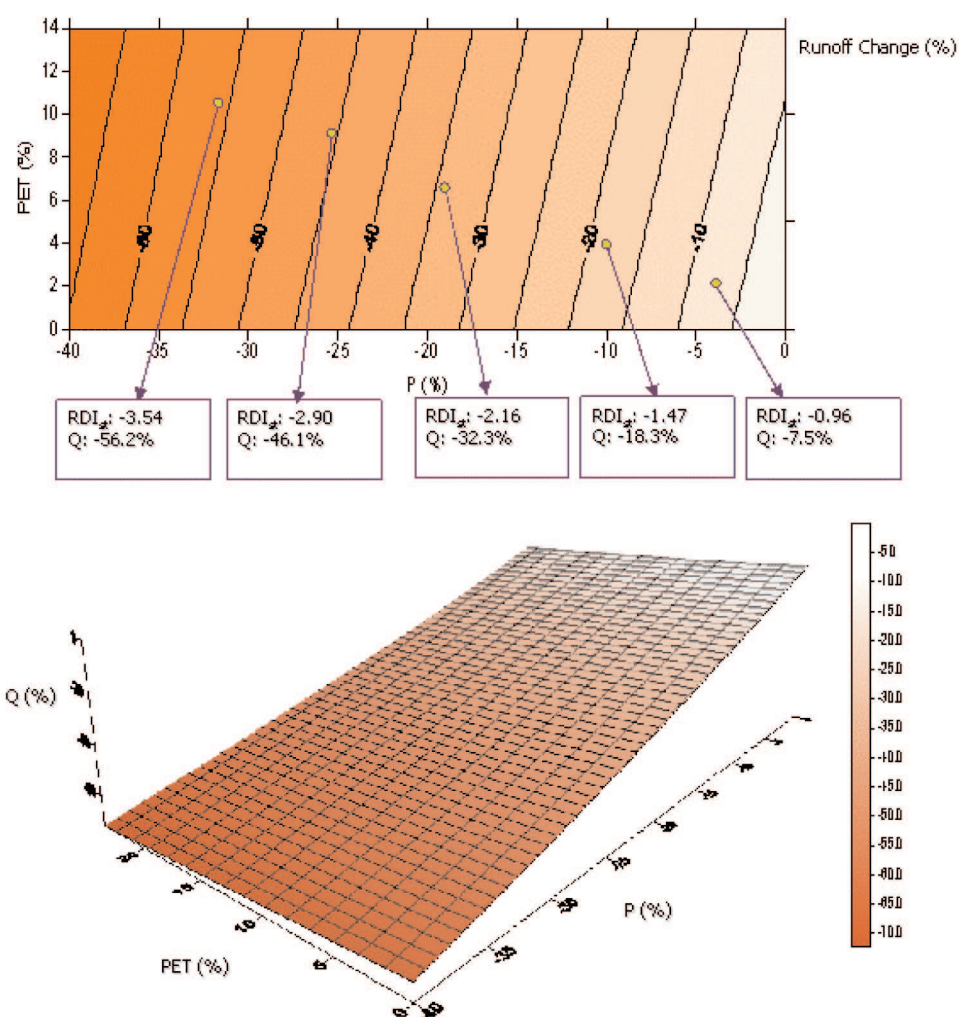 14
12
10
8
6
4
2
0
PET (%)
-60
-50
-40
-30
-20
-10
-40 -35 -30 -25 -20 -15 -10 -5 0
P (%)
Runoff Change (%)
RDIst: -3.54
Q: -56.2%
RDIst: -2.90
Q: -46.1%
RDIst: -2.16
Q: -32.3%
RDIst: -1.47
Q: -18.3%
RDIst: -0.96
Q: -7.5%
Q (%)
PET (%)
10
5
0
P (%)
-5.0
-10.0
-15.0
-20.0
-25.0
-30.0
-35.0
-40.0
-45.0
-50.0
-55.0
-60.0
-65.0